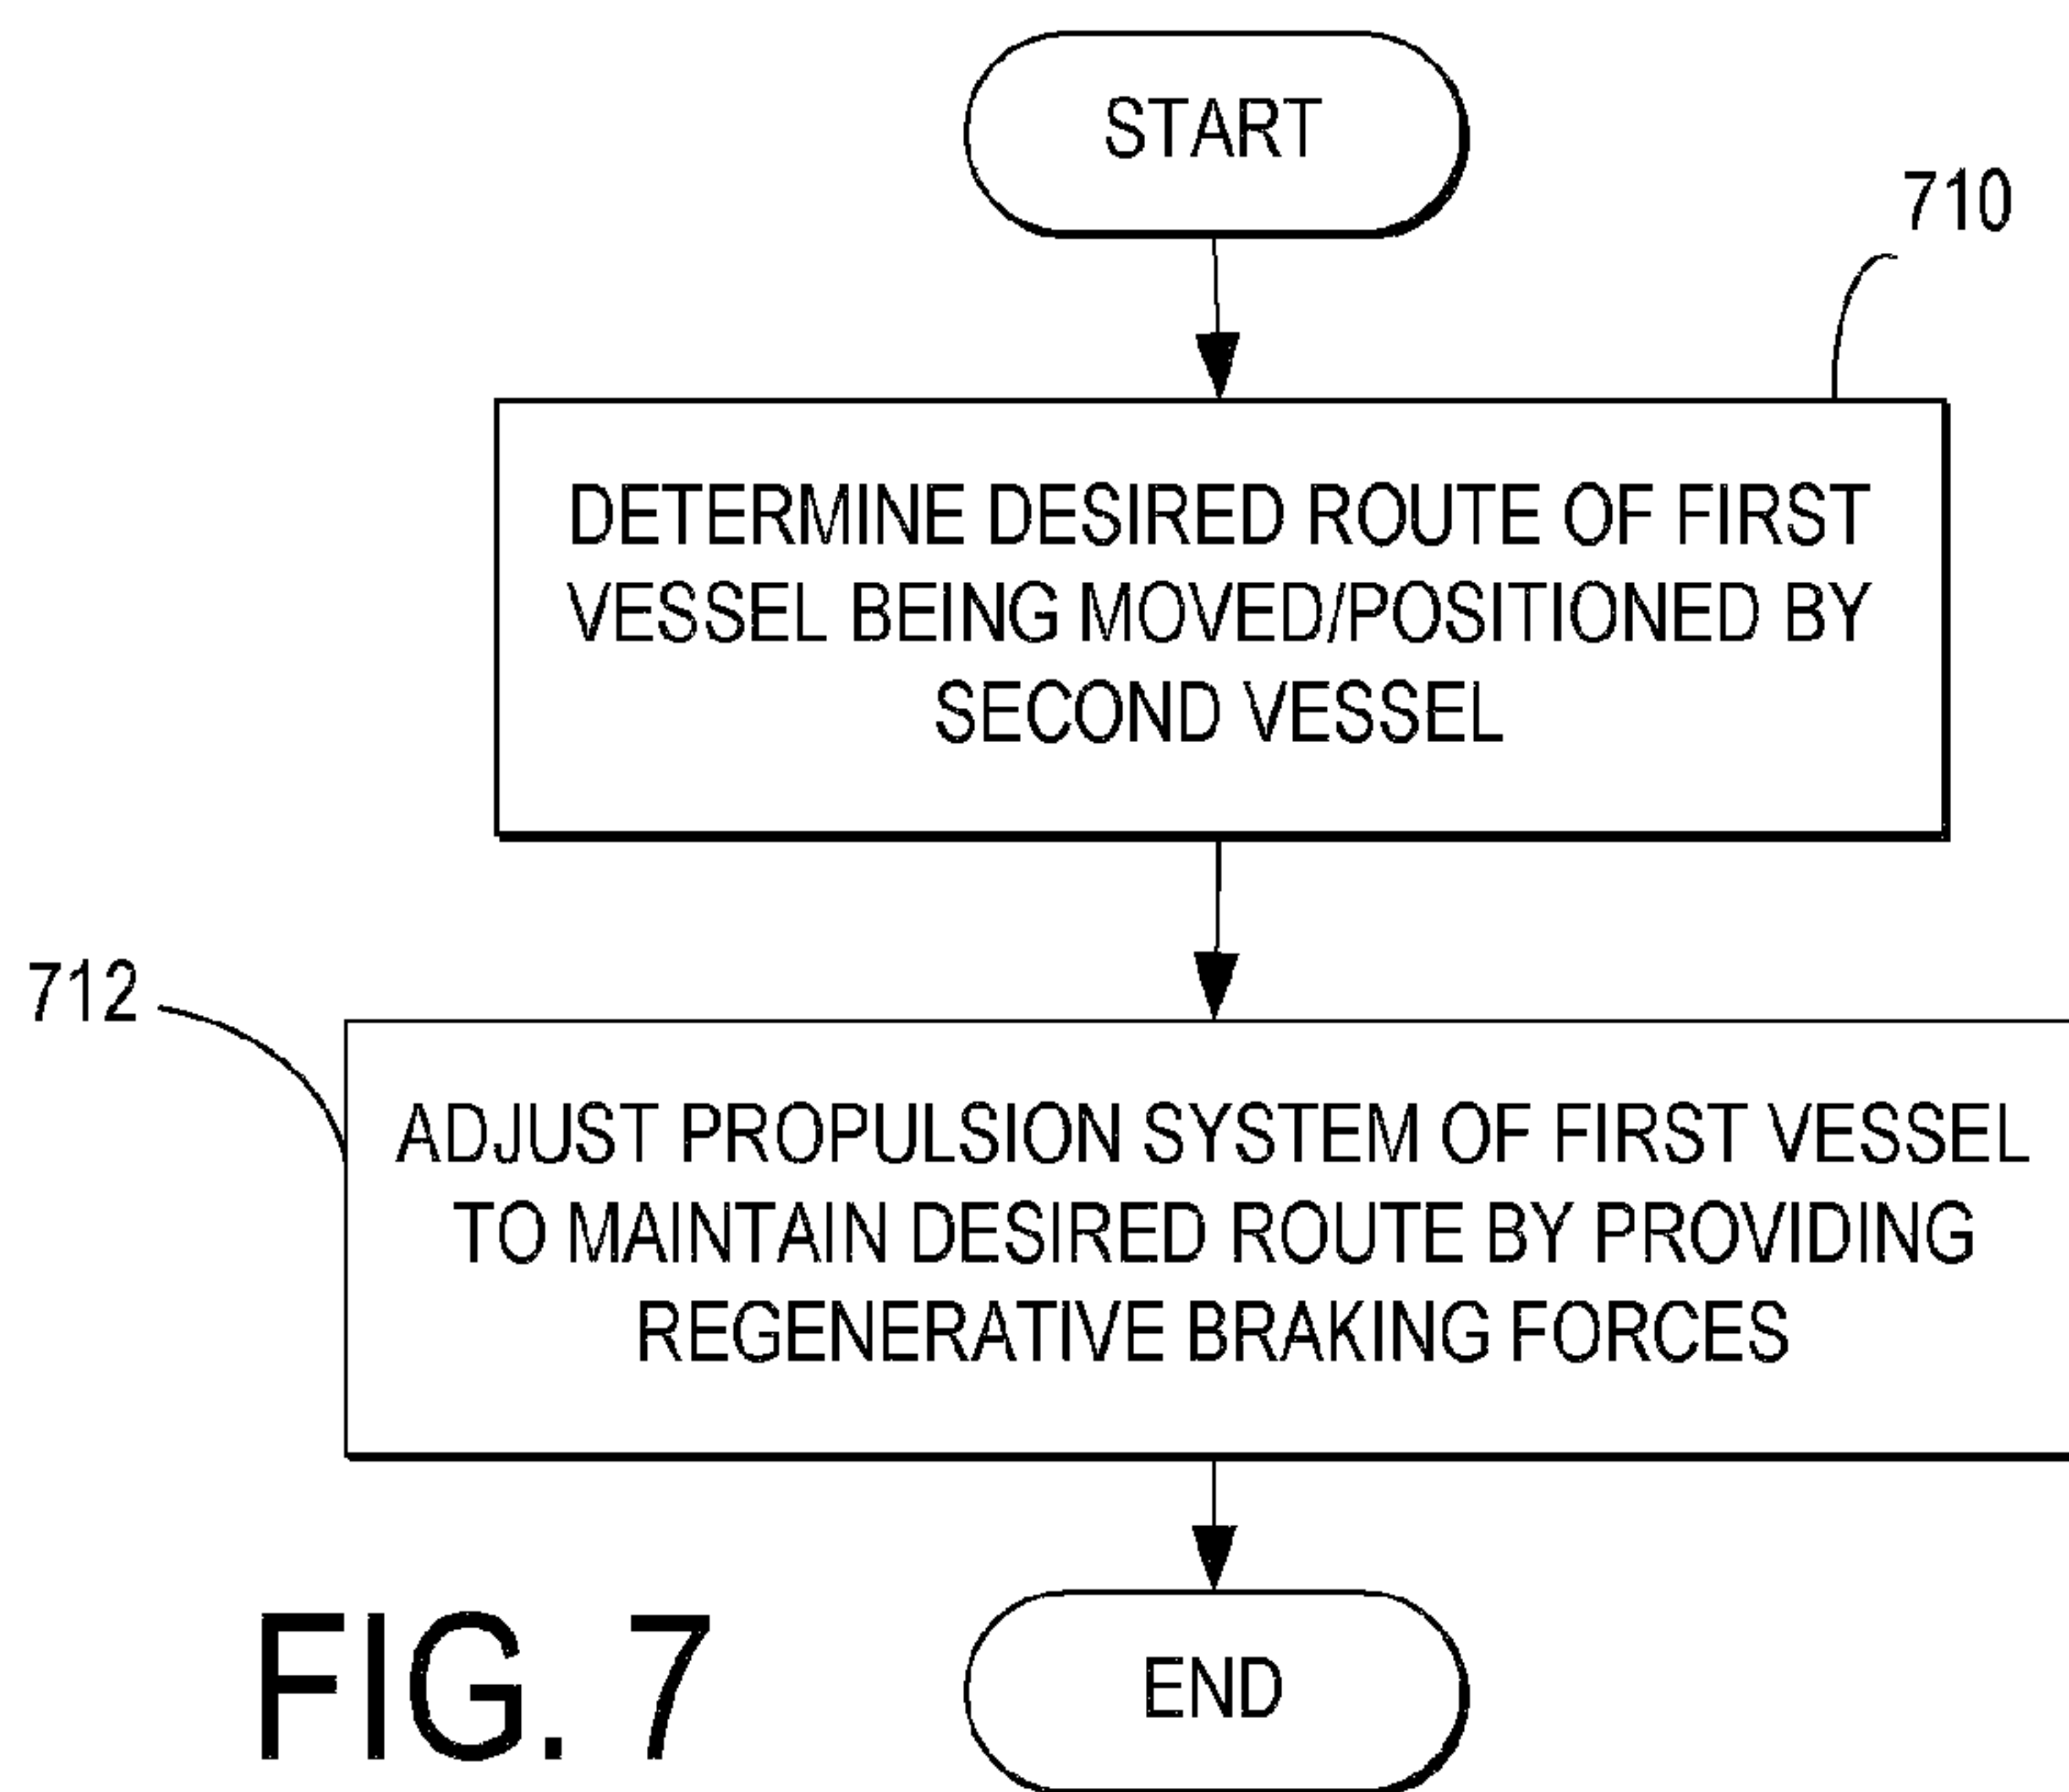 START
710
DETERMINE DESIRED ROUTE OF FIRST
VESSEL BEING MOVED/POSITIONED BY
SECOND VESSEL
712
ADJUST PROPULSION SYSTEM OF FIRST VESSEL
TO MAINTAIN DESIRED ROUTE BY PROVIDING
REGENERATIVE BRAKING FORCES
FIG. 7
END